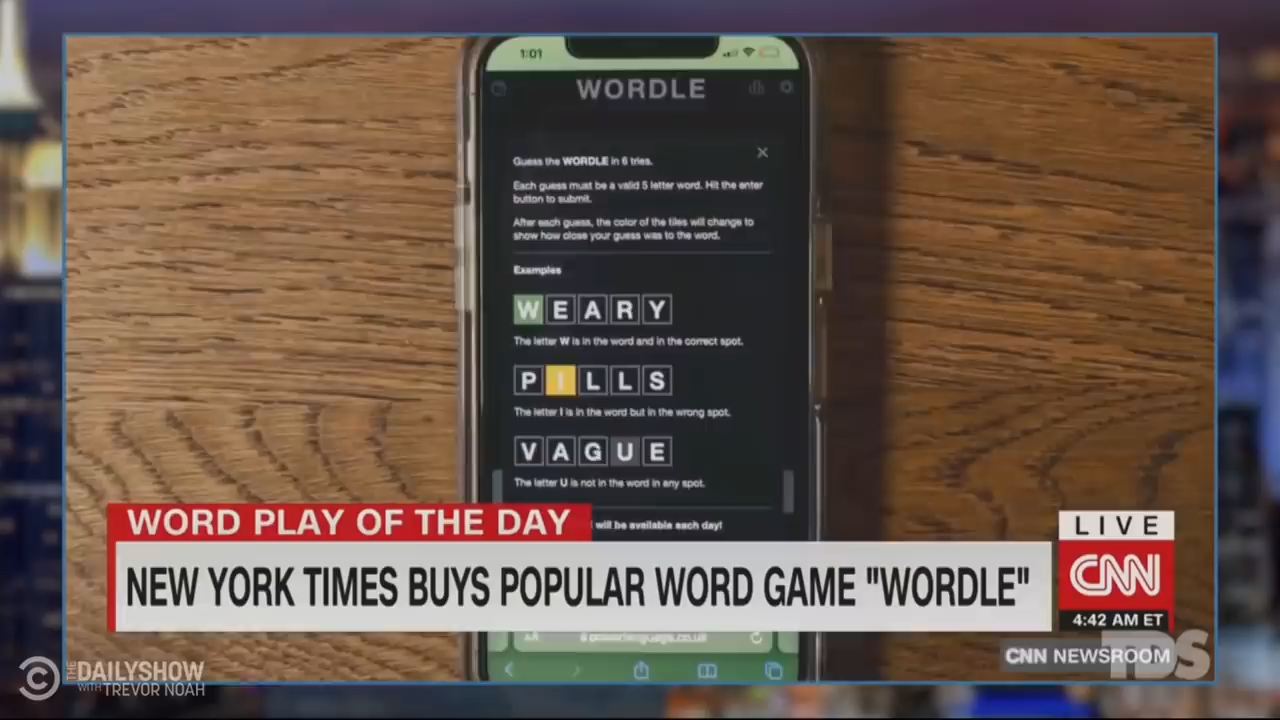 1:01
WORDLE
Guess the WORDLE in 6 tries.
Each guess must be a valid 5 letter word. Hit the enter
button to submit.
After each guess, the color of the tiles will change to
show how close your guess was to the word.
Examples
WEARY
The letter W is in the word and in the correct spot.
PILLS
The letter I is in the word but in the wrong spot.
VAGUE
The letter U is not in the word in any spot.
will be available each day!
WORD PLAY OF THE DAY
NEW YORK TIMES BUYS POPULAR WORD GAME "WORDLE"
LIVE
CNN
4:42 AM ET
AA powerlanguage.co.uk
CNN NEWSROOM
TDS
THE
DAILYSHOW
WITH TREVOR NOAH